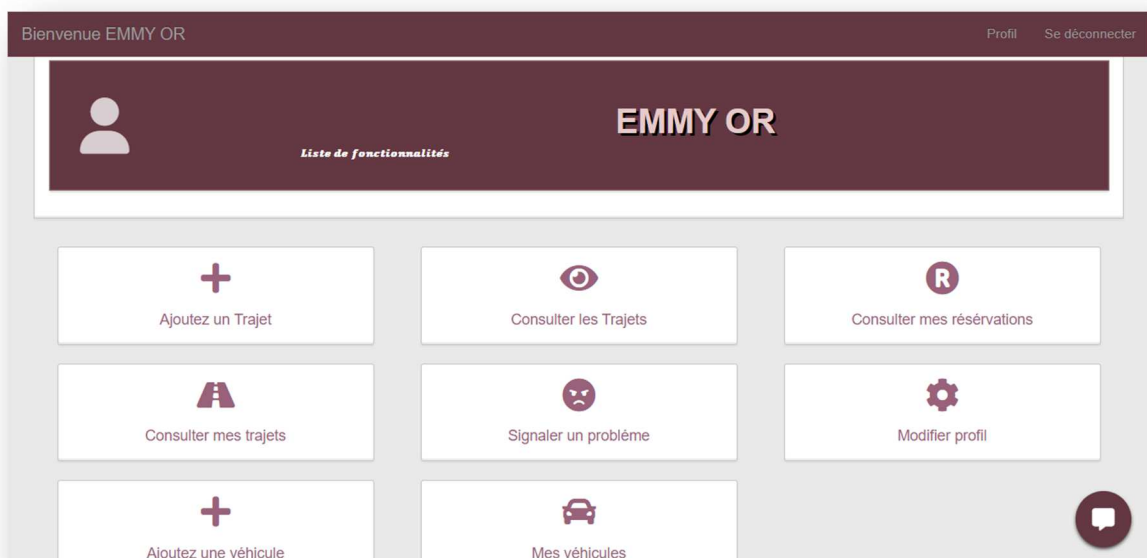 Bienvenue EMMY OR
Profil
Se déconnecter
EMMY OR
Liste de fonctionnalités
Ajoutez un Trajet
Consulter les Trajets
R
Consulter mes résérvations
Consulter mes trajets
Signaler un problème
Modifier profil
Ajoutez une véhicule
Mes véhicules